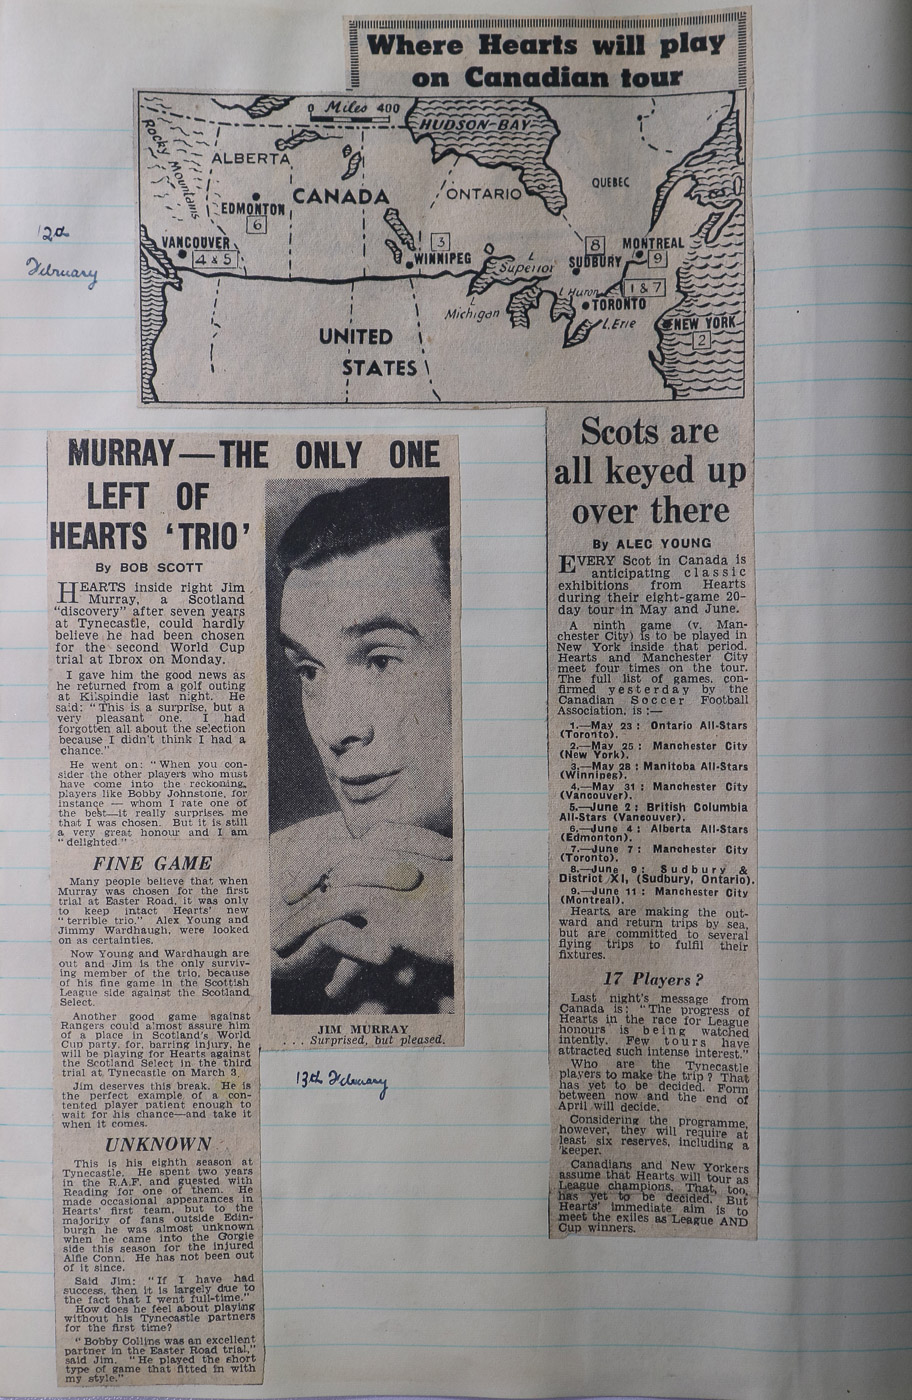 Where Hearts will play
on Canadian tour
0 Miles 400
HUDSON BAY
Rocky Mountains
ALBERTA
CANADA
ONTARIO
QUEBEC
EDMONTON
6
VANCOUVER
4 & 5
3
WINNIPEG
L Superior
8
SUDBURY
MONTREAL
9
L Huron
1 & 7
TORONTO
L Michigan
L. Erie
NEW YORK
2
UNITED
STATES
12th
February
MURRAY—THE ONLY ONE
LEFT OF
HEARTS 'TRIO'
By BOB SCOTT
HEARTS inside right Jim
Murray, a Scotland
"discovery" after seven years
at Tynecastle, could hardly
believe he had been chosen
for the second World Cup
trial at Ibrox on Monday.
I gave him the good news as
he returned from a golf outing
at Kilspindie last night. He
said: "This is a surprise, but a
very pleasant one. I had
forgotten all about the selection
because I didn't think I had a
chance."
He went on: "When you con-
sider the other players who must
have come into the reckoning,
players like Bobby Johnstone, for
instance — whom I rate one of
the best—it really surprises me
that I was chosen. But it is still
a very great honour and I am
"delighted."
FINE GAME
Many people believe that when
Murray was chosen for the first
trial at Easter Road, it was only
to keep intact Hearts' new
"terrible trio." Alex Young and
Jimmy Wardhaugh, were looked
on as certainties.
Now Young and Wardhaugh are
out and Jim is the only surviv-
ing member of the trio, because
of his fine game in the Scottish
League side against the Scotland
Select.
Another good game against
Rangers could almost assure him
of a place in Scotland's World
Cup party, for, barring injury, he
will be playing for Hearts against
the Scotland Select in the third
trial at Tynecastle on March 3.
Jim deserves this break. He is
the perfect example of a con-
tented player patient enough to
wait for his chance—and take it
when it comes.
UNKNOWN
This is his eighth season at
Tynecastle. He spent two years
in the R.A.F. and guested with
Reading for one of them. He
made occasional appearances in
Hearts' first team, but to the
majority of fans outside Edin-
burgh he was almost unknown
when he came into the Gorgie
side this season for the injured
Alfie Conn. He has not been out
of it since.
Said Jim: "If I have had
success, then it is largely due to
the fact that I went full-time."
How does he feel about playing
without his Tynecastle partners
for the first time?
"Bobby Collins was an excellent
partner in the Easter Road trial,"
said Jim. "He played the short
type of game that fitted in with
my style."
JIM MURRAY
. . . Surprised, but pleased.
13th February
Scots are
all keyed up
over there
By ALEC YOUNG
EVERY Scot in Canada is
anticipating classic
exhibitions from Hearts
during their eight-game 20-
day tour in May and June.
A ninth game (v. Man-
chester City) is to be played in
New York inside that period.
Hearts and Manchester City
meet four times on the tour.
The full list of games, con-
firmed yesterday by the
Canadian Soccer Football
Association, is :—
1.—May 23 : Ontario All-Stars
(Toronto).
2.—May 25 : Manchester City
(New York).
3.—May 28 : Manitoba All-Stars
(Winnipeg).
4.—May 31 : Manchester City
(Vancouver).
5.—June 2 : British Columbia
All-Stars (Vancouver).
6.—June 4 : Alberta All-Stars
(Edmonton).
7.—June 7 : Manchester City
(Toronto).
8.—June 9 : Sudbury &
District XI, (Sudbury, Ontario).
9.—June 11 : Manchester City
(Montreal).
Hearts are making the out-
ward and return trips by sea,
but are committed to several
flying trips to fulfil their
fixtures.
17 Players?
Last night's message from
Canada is: "The progress of
Hearts in the race for League
honours is being watched
intently. Few tours have
attracted such intense interest."
Who are the Tynecastle
players to make the trip? That
has yet to be decided. Form
between now and the end of
April will decide.
Considering the programme,
however, they will require at
least six reserves, including a
'keeper.
Canadians and New Yorkers
assume that Hearts will tour as
League champions. That, too,
has yet to be decided. But
Hearts' immediate aim is to
meet the exiles as League AND
Cup winners.